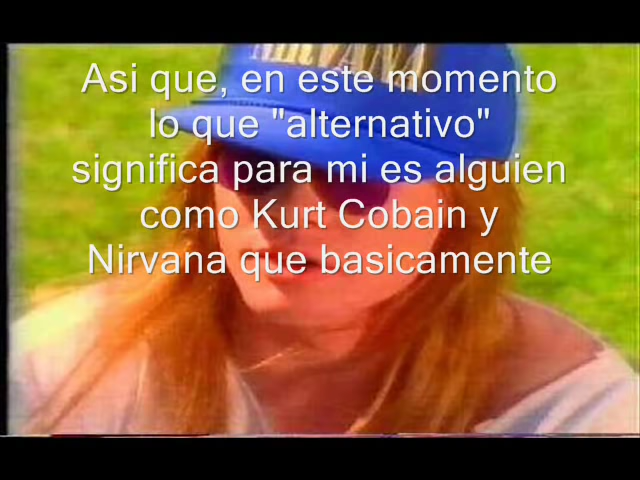 Asi que, en este momento
lo que "alternativo"
significa para mi es alguien
como Kurt Cobain y
Nirvana que basicamente